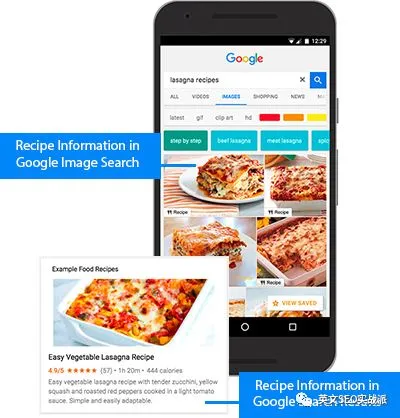 12:29
Google
lasagna recipes
ALL VIDEOS IMAGES SHOPPING NEWS
latest gif clip art hd
step by step beef lasagna meat lasagna
Recipe Information in
Google Image Search
Recipe
Recipe
Recipe
VIEW SAVED
Example Food Recipes
Easy Vegetable Lasagna Recipe
4.9/5 ★★★★★ (57) • 1h 20m • 444 calories
Easy vegetable lasagna recipe with tender zucchini, yellow
squash and roasted red peppers cooked in a light tomato
sauce. Simple and easily adaptable.
Recipe Information in
Google Search Result
英文SEO实战派